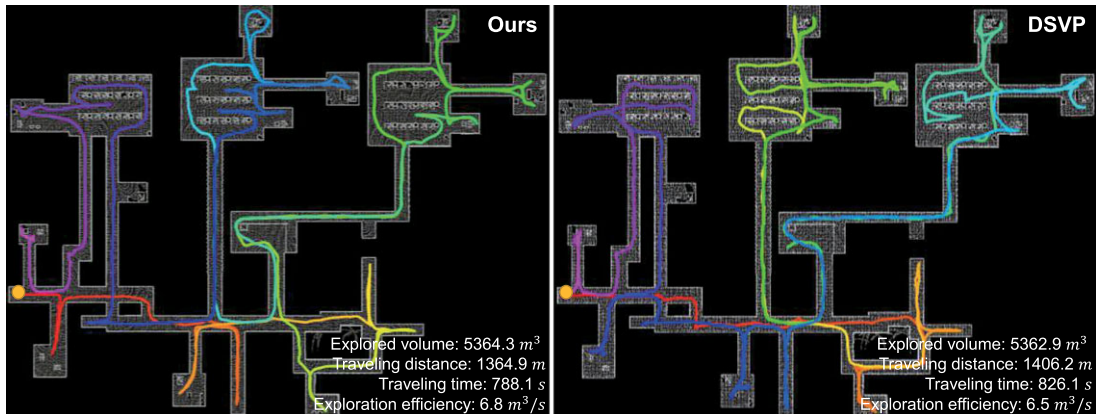 Ours
Explored volume: 5364.3 m³
Traveling distance: 1364.9 m
Traveling time: 788.1 s
Exploration efficiency: 6.8 m³/s
DSVP
Explored volume: 5362.9 m³
Traveling distance: 1406.2 m
Traveling time: 826.1 s
Exploration efficiency: 6.5 m³/s